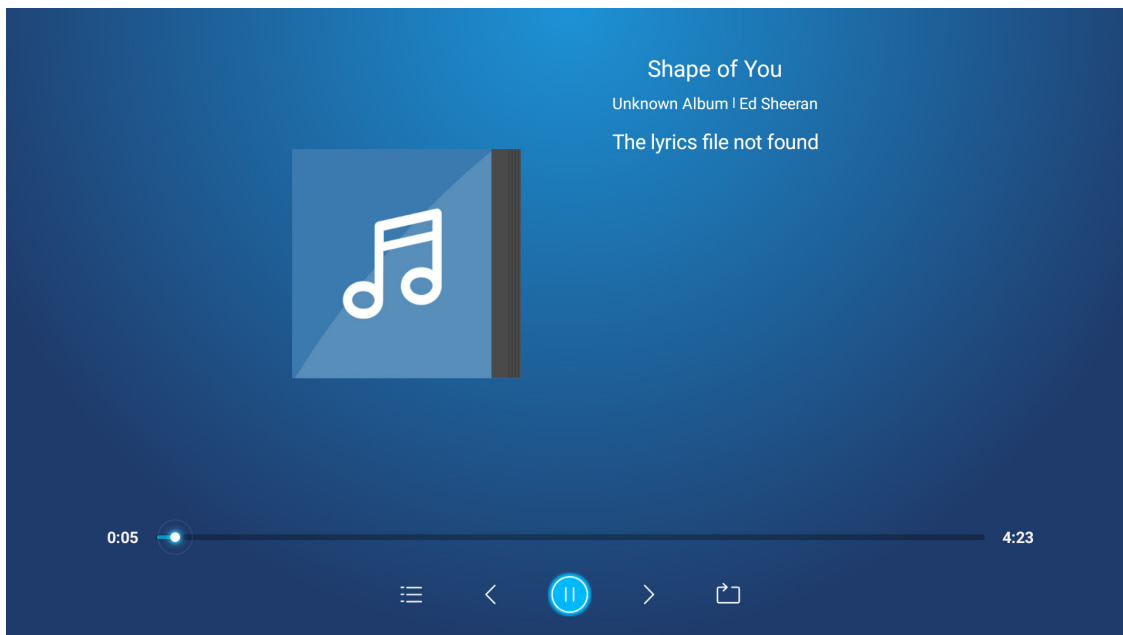 Shape of You
Unknown Album | Ed Sheeran
The lyrics file not found
0:05
4:23